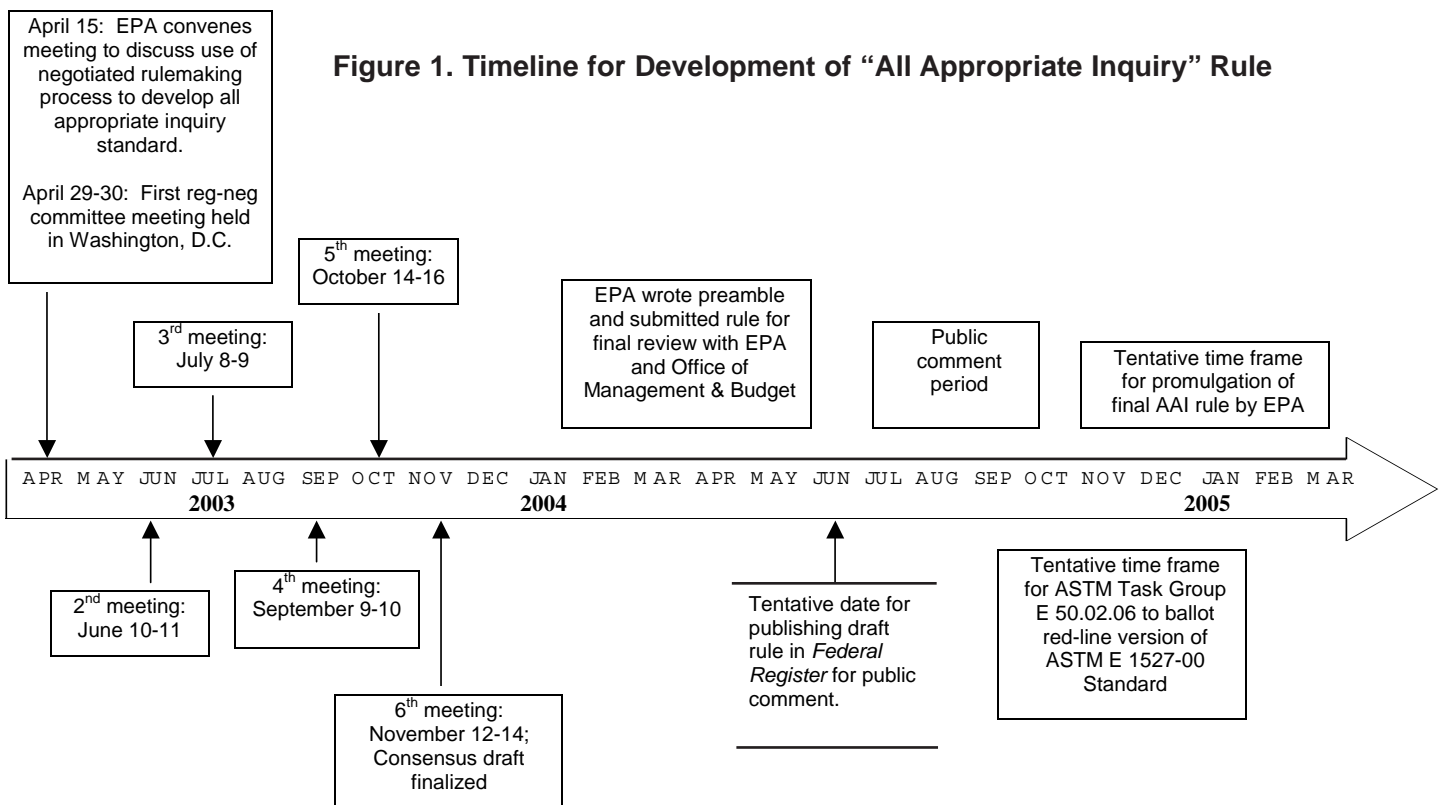 Figure 1. Timeline for Development of “All Appropriate Inquiry” Rule
April 15: EPA convenes
meeting to discuss use of
negotiated rulemaking
process to develop all
appropriate inquiry
standard.
April 29-30: First reg-neg
committee meeting held
in Washington, D.C.
3rd meeting:
July 8-9
5th meeting:
October 14-16
EPA wrote preamble
and submitted rule for
final review with EPA
and Office of
Management & Budget
Public
comment
period
Tentative time frame
for promulgation of
final AAI rule by EPA
APR MAY JUN JUL AUG SEP OCT NOV DEC JAN FEB MAR APR MAY JUN JUL AUG SEP OCT NOV DEC JAN FEB MAR
2003 2004 2005
2nd meeting:
June 10-11
4th meeting:
September 9-10
6th meeting:
November 12-14;
Consensus draft
finalized
Tentative date for
publishing draft
rule in Federal
Register for public
comment.
Tentative time frame
for ASTM Task Group
E 50.02.06 to ballot
red-line version of
ASTM E 1527-00
Standard